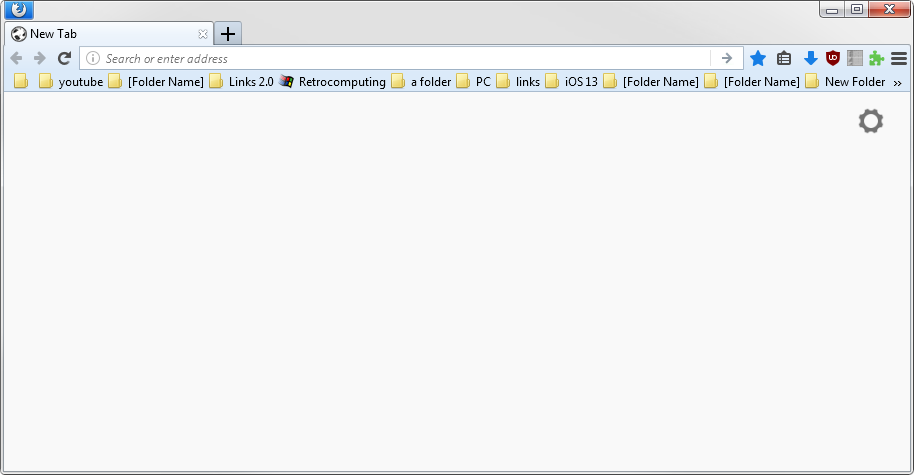 New Tab
Search or enter address
youtube [Folder Name] Links 2.0 Retrocomputing a folder PC links iOS 13 [Folder Name] [Folder Name] New Folder »